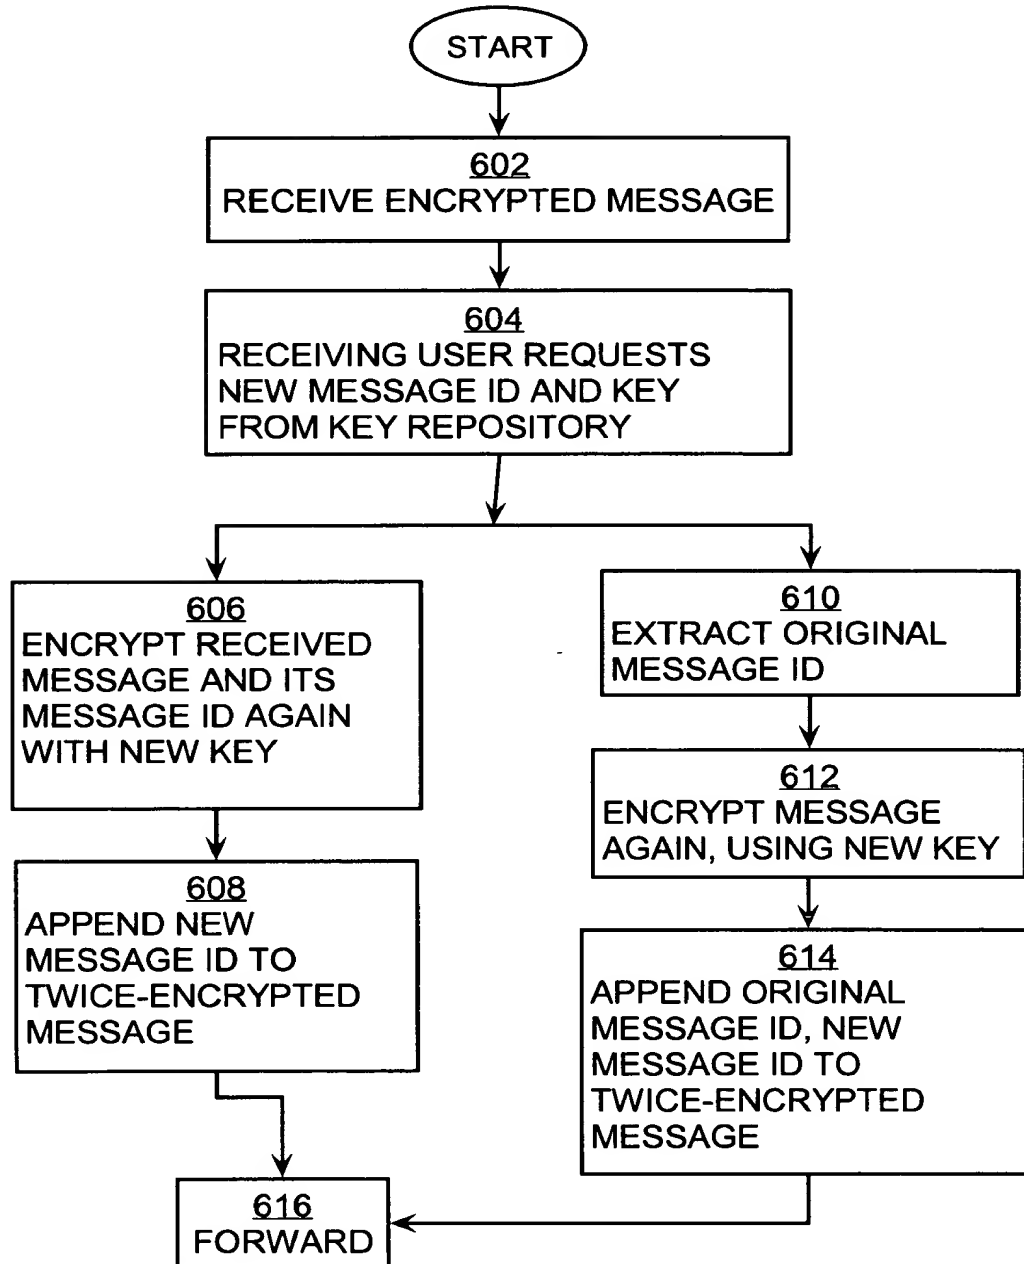 START
602
RECEIVE ENCRYPTED MESSAGE
604
RECEIVING USER REQUESTS
NEW MESSAGE ID AND KEY
FROM KEY REPOSITORY
606
ENCRYPT RECEIVED
MESSAGE AND ITS
MESSAGE ID AGAIN
WITH NEW KEY
608
APPEND NEW
MESSAGE ID TO
TWICE-ENCRYPTED
MESSAGE
610
EXTRACT ORIGINAL
MESSAGE ID
612
ENCRYPT MESSAGE
AGAIN, USING NEW KEY
614
APPEND ORIGINAL
MESSAGE ID, NEW
MESSAGE ID TO
TWICE-ENCRYPTED
MESSAGE
616
FORWARD